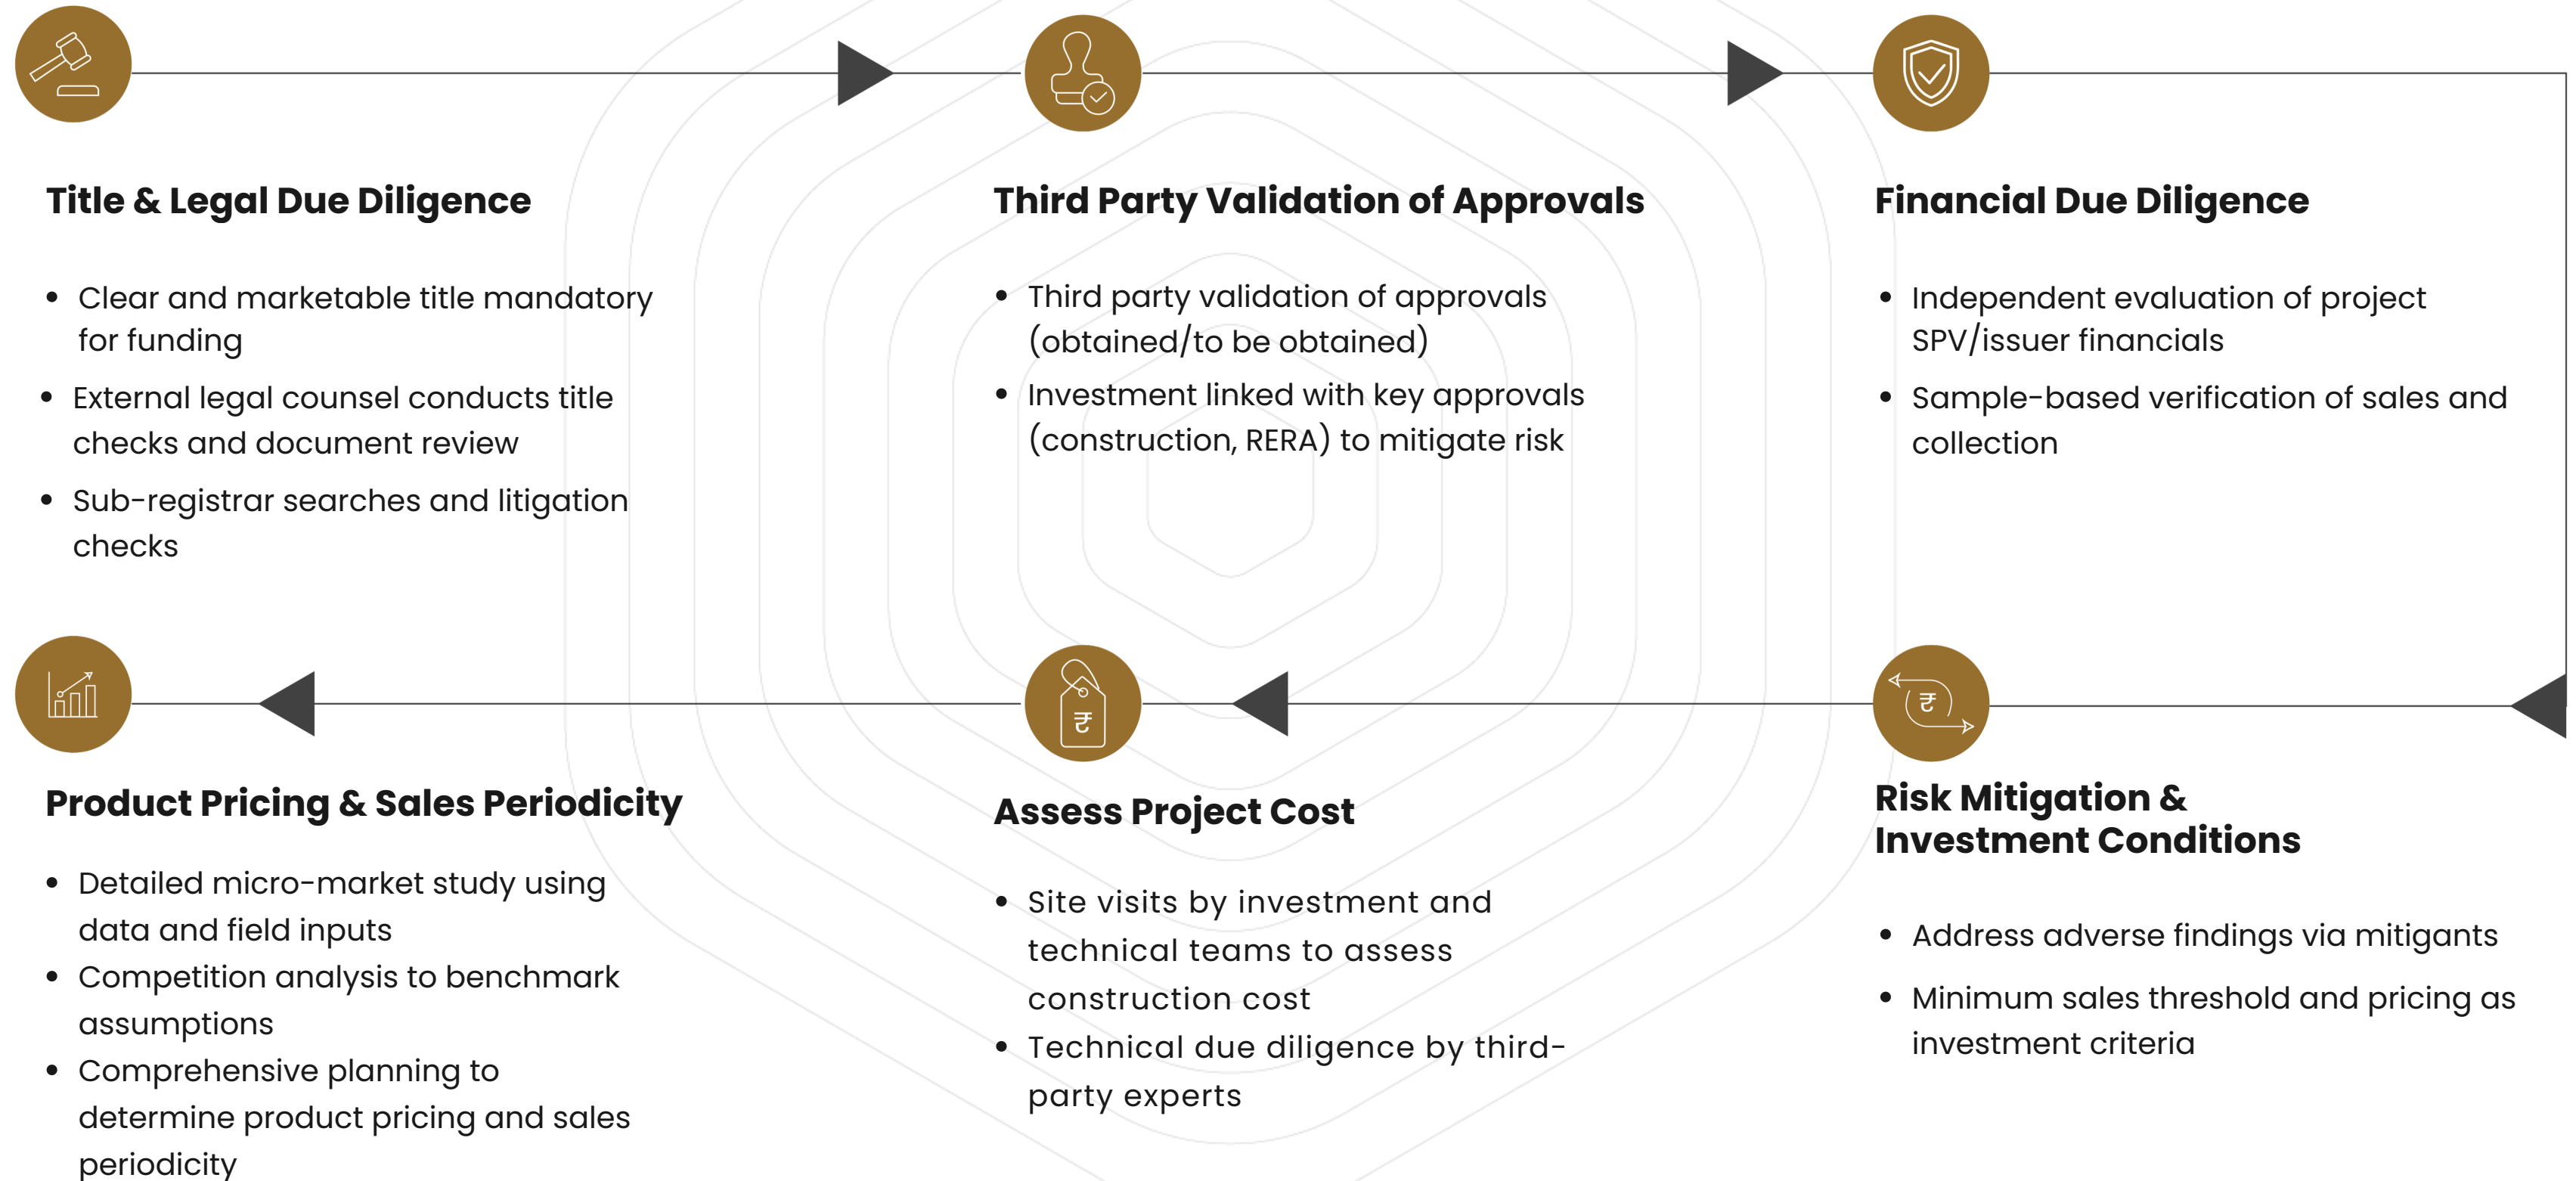 Title & Legal Due Diligence
• Clear and marketable title mandatory
for funding
• External legal counsel conducts title
checks and document review
• Sub-registrar searches and litigation
checks
Third Party Validation of Approvals
• Third party validation of approvals
(obtained/to be obtained)
• Investment linked with key approvals
(construction, RERA) to mitigate risk
Financial Due Diligence
• Independent evaluation of project
SPV/issuer financials
• Sample-based verification of sales and
collection
₹
Risk Mitigation &
Investment Conditions
• Address adverse findings via mitigants
• Minimum sales threshold and pricing as
investment criteria
₹
Assess Project Cost
• Site visits by investment and
technical teams to assess
construction cost
• Technical due diligence by third-
party experts
Product Pricing & Sales Periodicity
• Detailed micro-market study using
data and field inputs
• Competition analysis to benchmark
assumptions
• Comprehensive planning to
determine product pricing and sales
periodicity